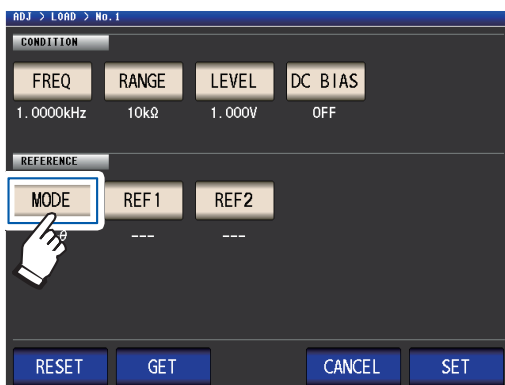 ADJ > LOAD > No.1
CONDITION
FREQ RANGE LEVEL DC BIAS
1.0000kHz 10kΩ 1.000V OFF
REFERENCE
MODE REF1 REF2
θ --- ---
RESET GET CANCEL SET